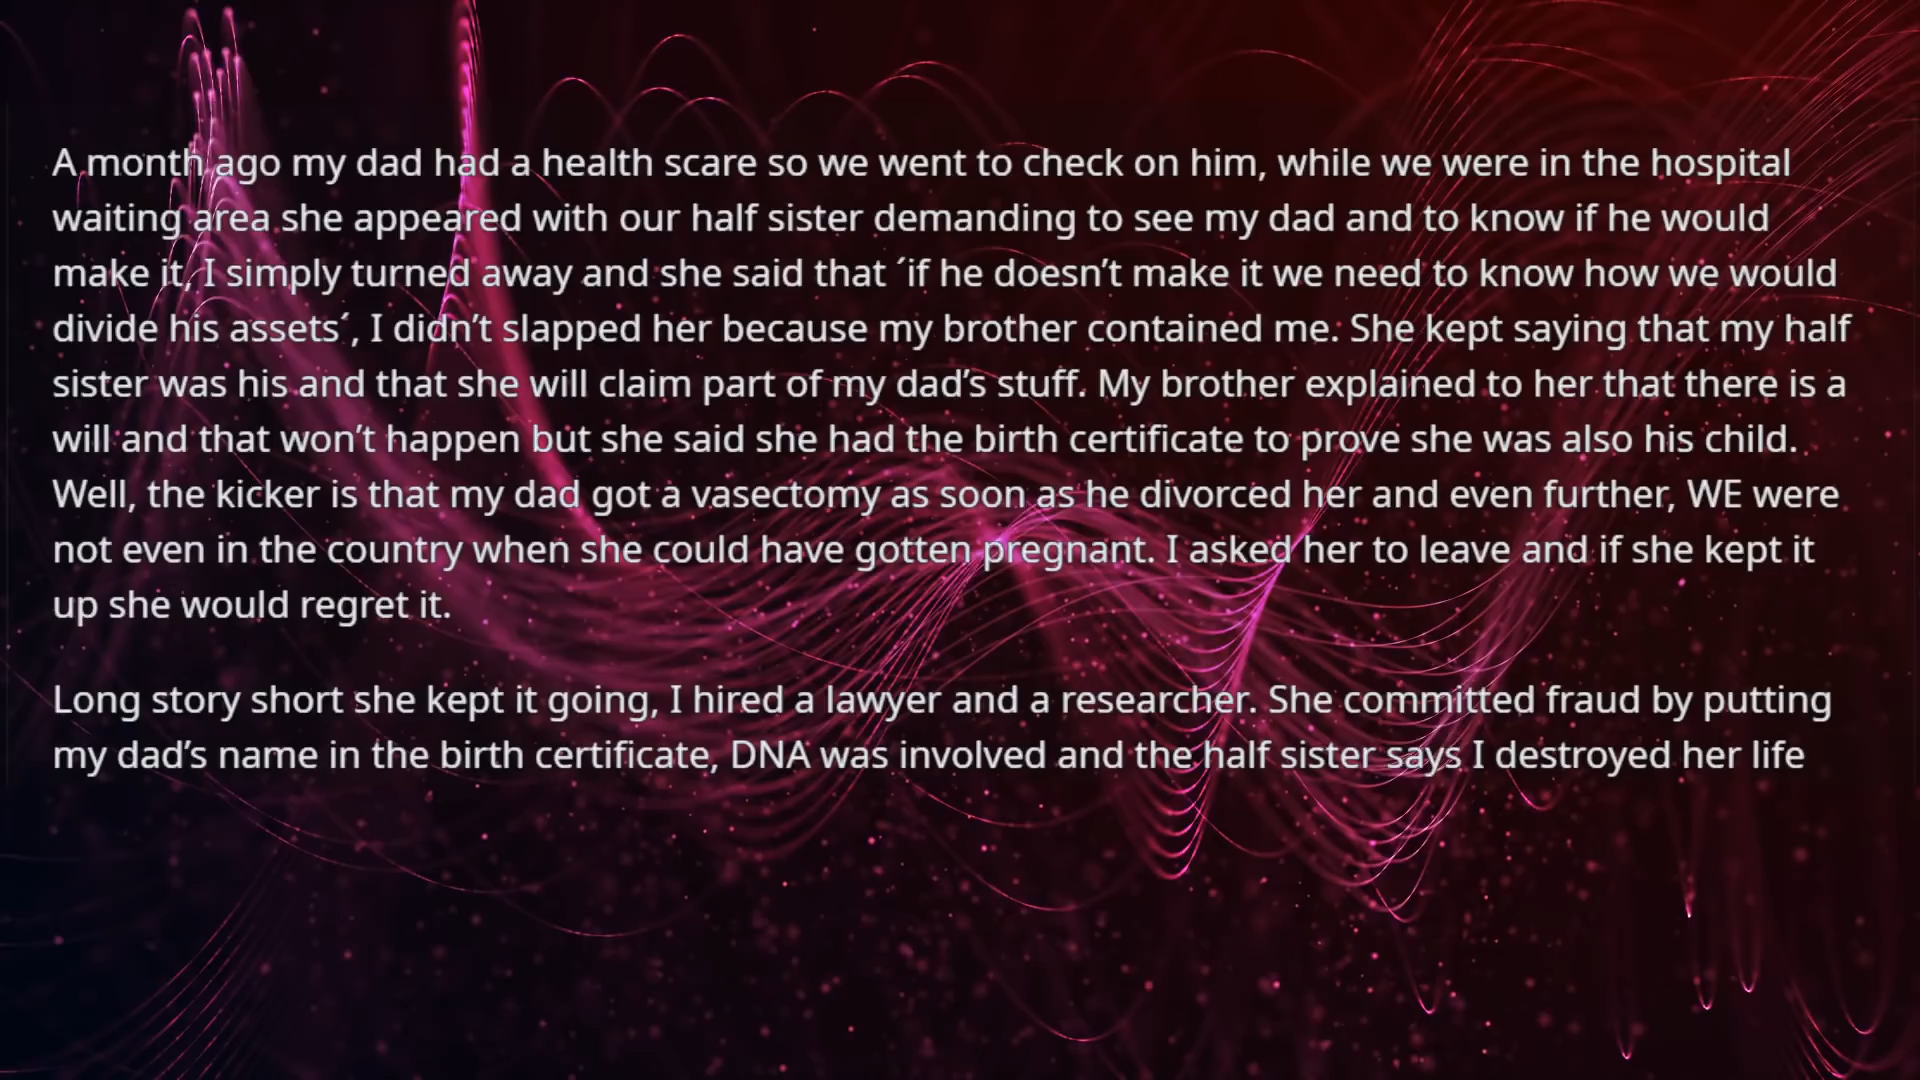 A month ago my dad had a health scare so we went to check on him, while we were in the hospital
waiting area she appeared with our half sister demanding to see my dad and to know if he would
make it, I simply turned away and she said that ´if he doesn’t make it we need to know how we would
divide his assets´, I didn’t slapped her because my brother contained me. She kept saying that my half
sister was his and that she will claim part of my dad’s stuff. My brother explained to her that there is a
will and that won’t happen but she said she had the birth certificate to prove she was also his child.
Well, the kicker is that my dad got a vasectomy as soon as he divorced her and even further, WE were
not even in the country when she could have gotten pregnant. I asked her to leave and if she kept it
up she would regret it.
Long story short she kept it going, I hired a lawyer and a researcher. She committed fraud by putting
my dad’s name in the birth certificate, DNA was involved and the half sister says I destroyed her life